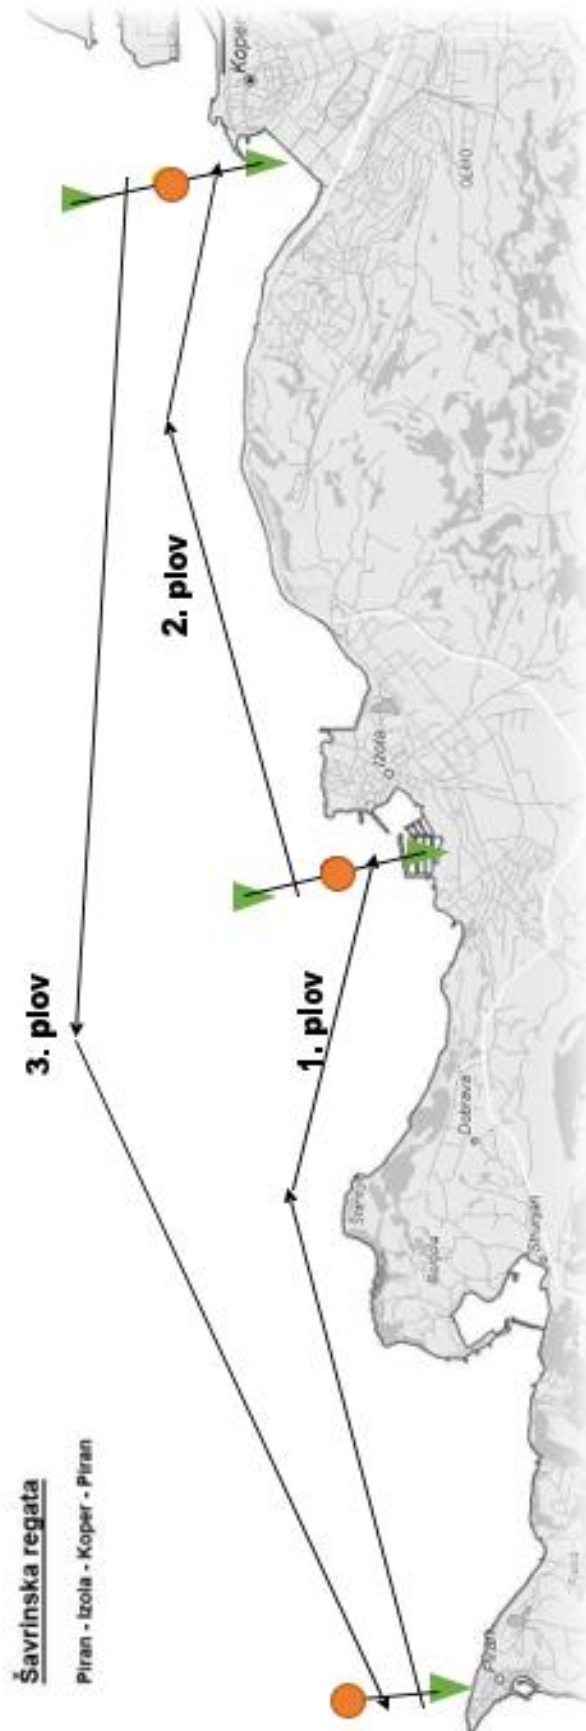 Šavrinska regata
Piran - Izola - Koper - Piran
3. plov
2. plov
1. plov
Koper
Izola
Dobrava
Strunjan
Piran